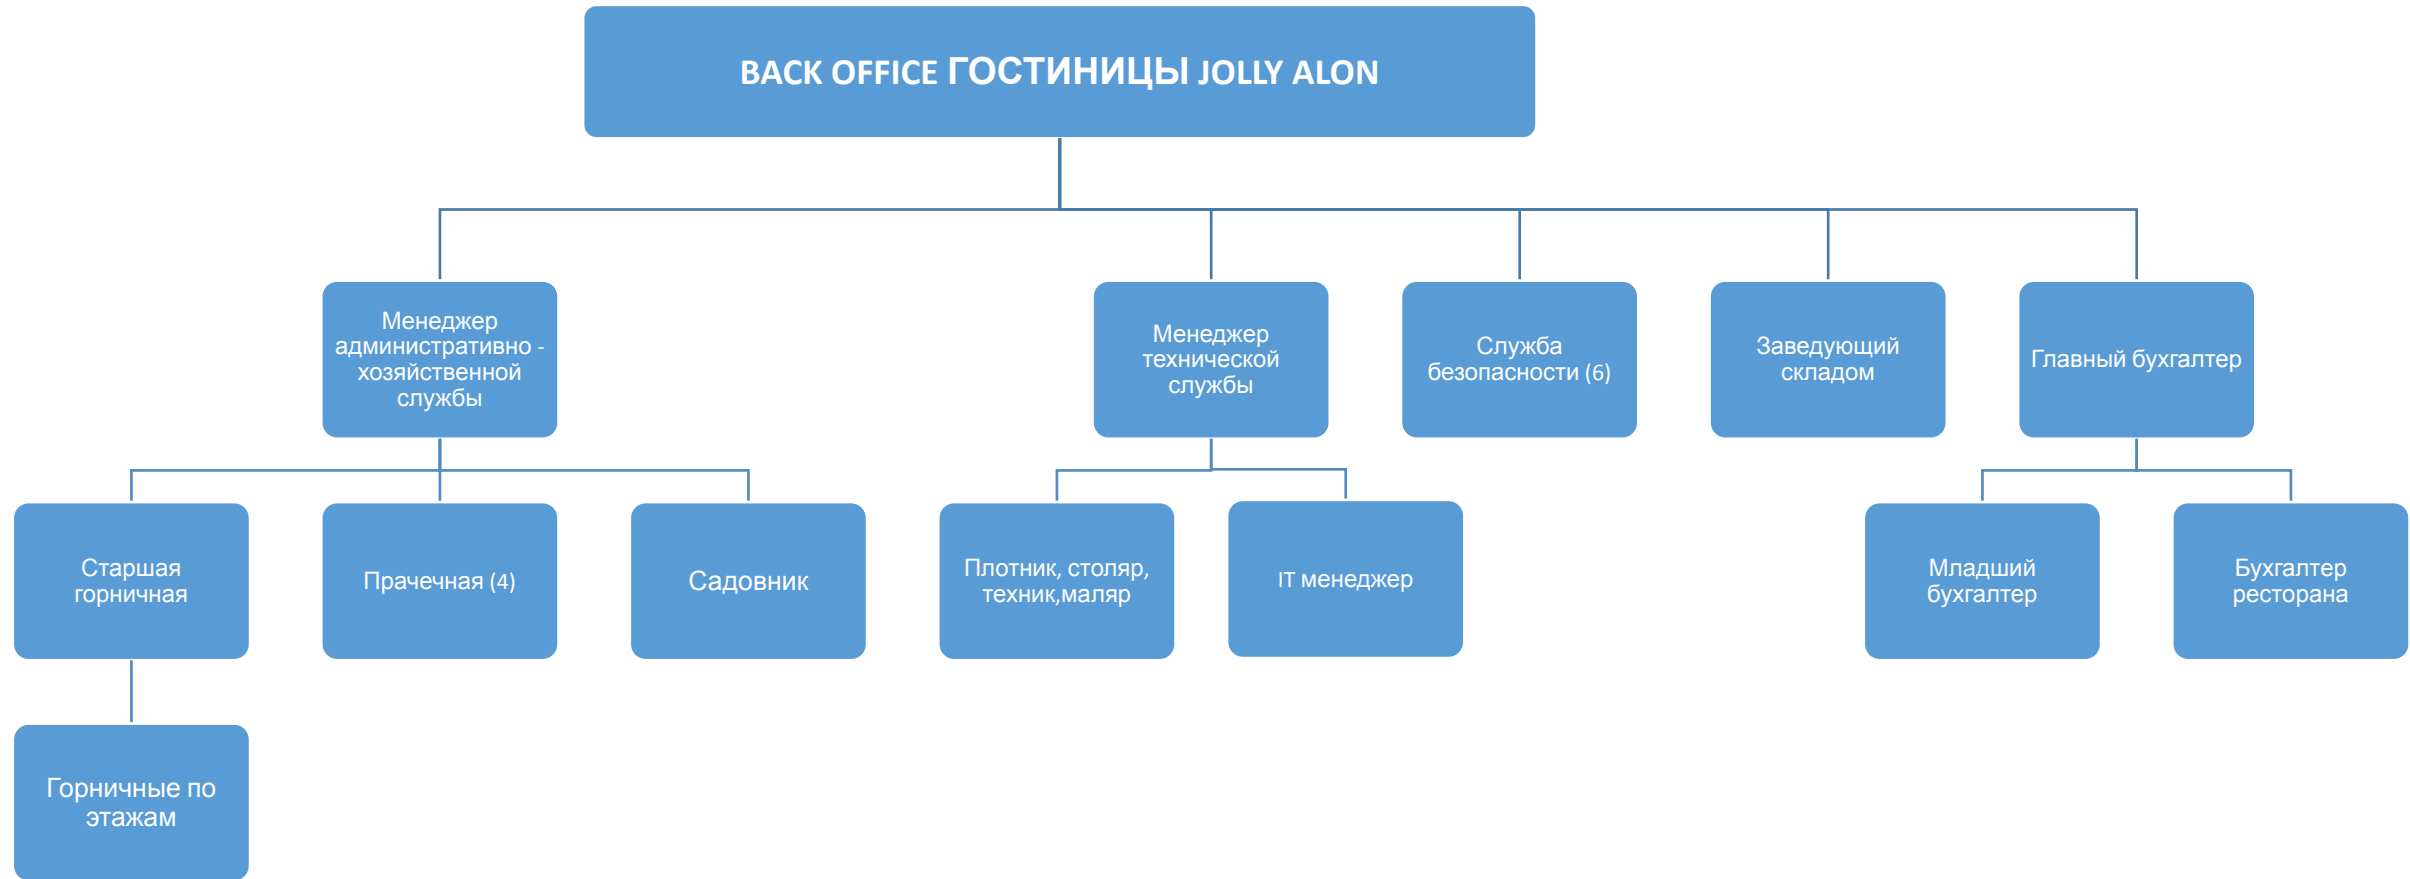 BACK OFFICE ГОСТИНИЦЫ JOLLY ALON
Менеджер
административно -
хозяйственной
службы
Менеджер
технической
службы
Служба
безопасности (6)
Заведующий
складом
Главный бухгалтер
Старшая
горничная
Прачечная (4)
Садовник
Плотник, столяр,
техник,маляр
IT менеджер
Младший
бухгалтер
Бухгалтер
ресторана
Горничные по
этажам